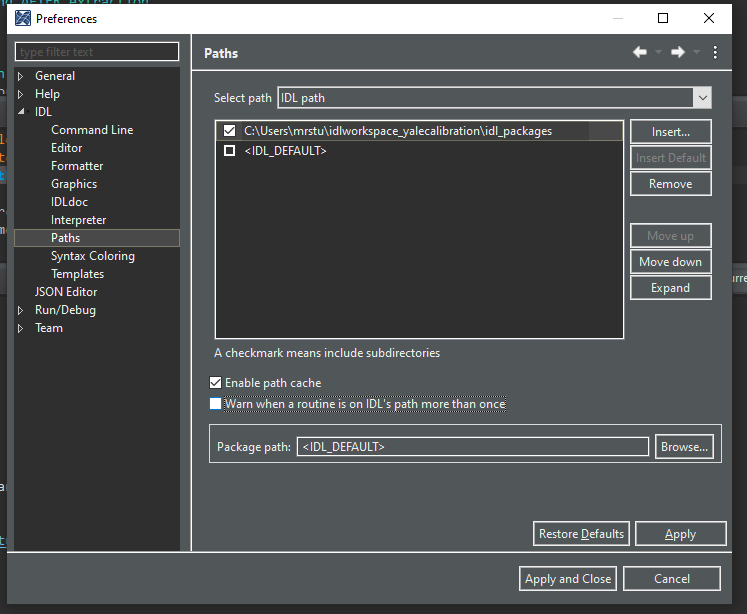 Preferences
type filter text
General
Help
IDL
Command Line
Editor
Formatter
Graphics
IDLdoc
Interpreter
Paths
Syntax Coloring
Templates
JSON Editor
Run/Debug
Team
Paths
Select path IDL path
C:\Users\mrstu\idlworkspace_yalecalibration\idl_packages
<IDL_DEFAULT>
Insert...
Insert Default
Remove
Move up
Move down
Expand
A checkmark means include subdirectories
Enable path cache
Warn when a routine is on IDL's path more than once
Package path: <IDL_DEFAULT> Browse...
Restore Defaults Apply
Apply and Close Cancel